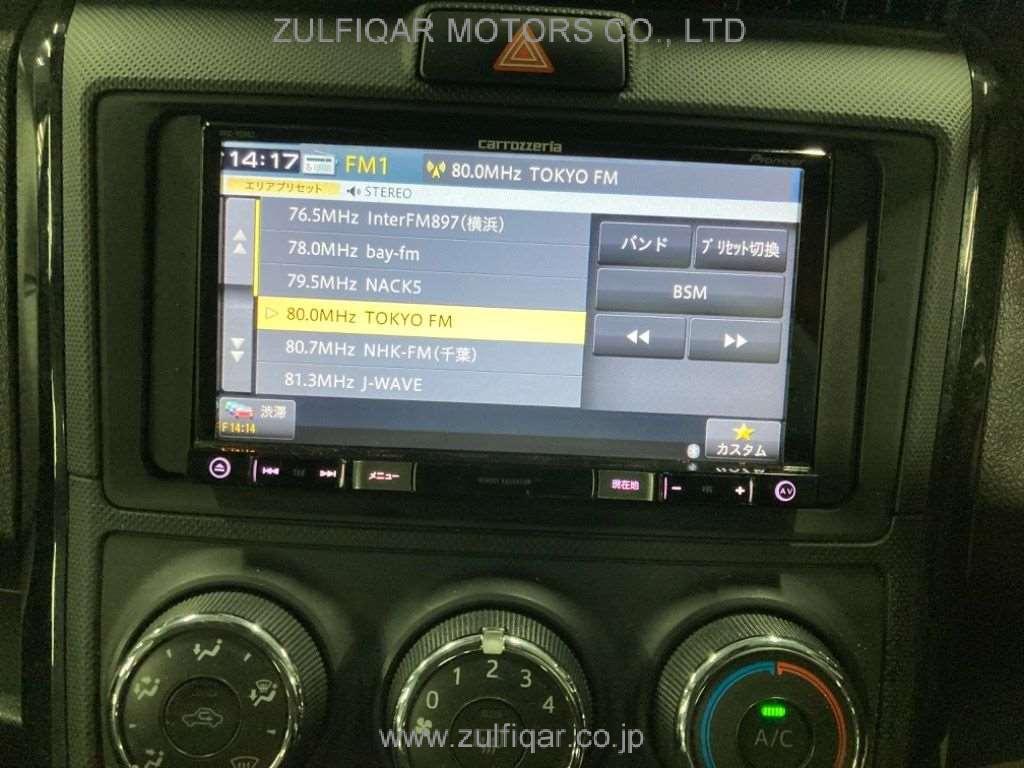 ZULFIQAR MOTORS CO., LTD
carrozzeria
Pioneer
14:17 FM1 80.0MHz TOKYO FM
エリアプリセット STEREO
76.5MHz InterFM897(横浜)
78.0MHz bay-fm
79.5MHz NACK5
80.0MHz TOKYO FM
80.7MHz NHK-FM(千葉)
81.3MHz J-WAVE
バンド
プリセット切換
BSM
渋滞
14:14
カスタム
メニュー
現在地
AV
0 1 2 3 4
A/C
www.zulfiqar.co.jp